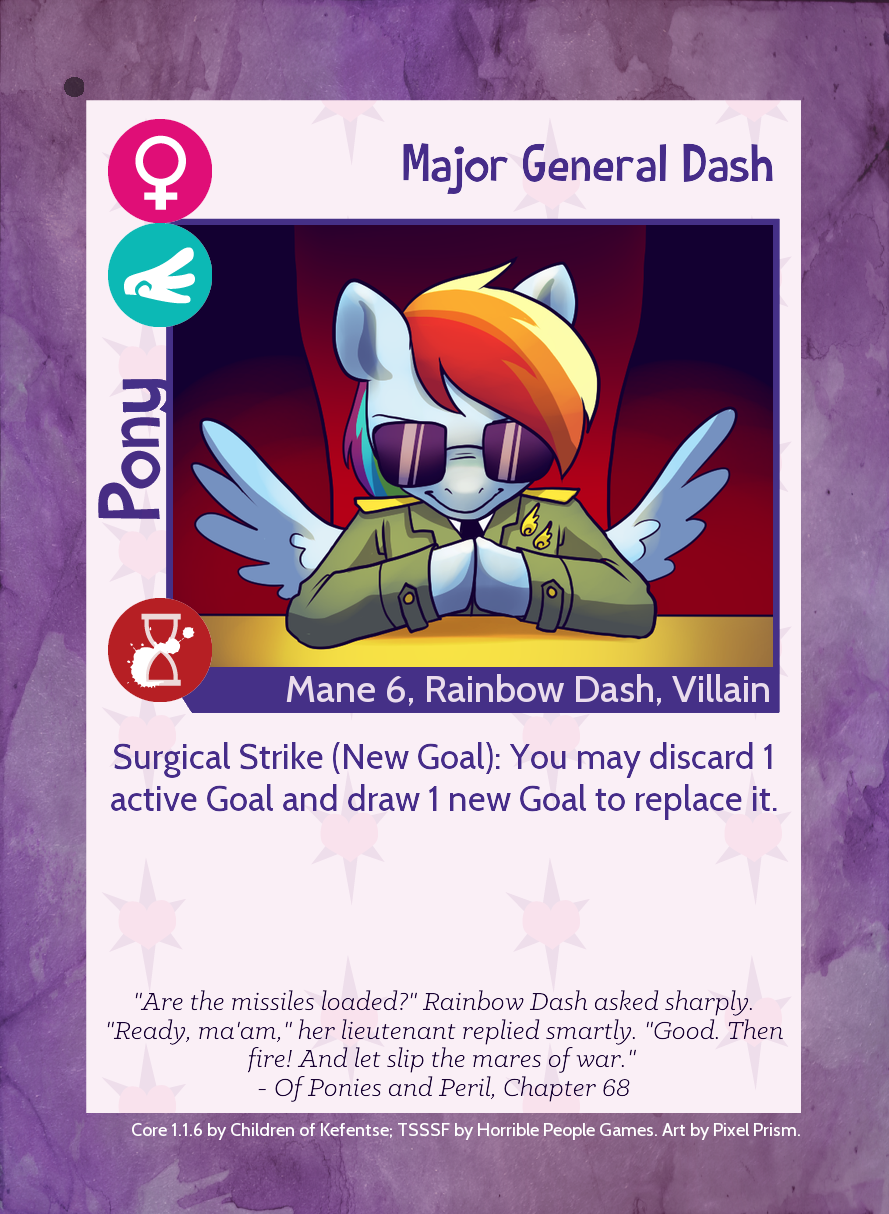 Major General Dash
Pony
Mane 6, Rainbow Dash, Villain
Surgical Strike (New Goal): You may discard 1
active Goal and draw 1 new Goal to replace it.
"Are the missiles loaded?" Rainbow Dash asked sharply.
"Ready, ma'am," her lieutenant replied smartly. "Good. Then
fire! And let slip the mares of war."
- Of Ponies and Peril, Chapter 68
Core 1.1.6 by Children of Kefentse; TSSSF by Horrible People Games. Art by Pixel Prism.